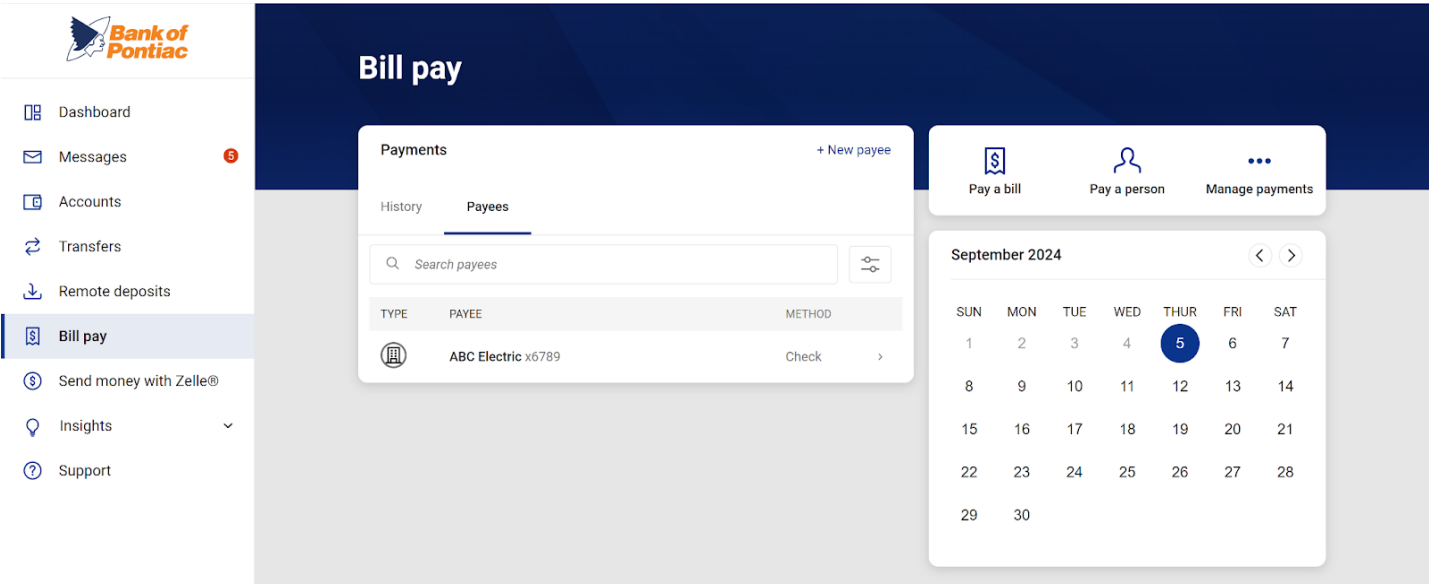 Bank of
Pontiac
Dashboard
Messages 5
Accounts
Transfers
Remote deposits
Bill pay
Send money with Zelle®
Insights
Support
Bill pay
Payments + New payee
History Payees
Search payees
TYPE PAYEE METHOD
ABC Electric x6789 Check
Pay a bill Pay a person Manage payments
September 2024
SUN MON TUE WED THUR FRI SAT
1 2 3 4 5 6 7
8 9 10 11 12 13 14
15 16 17 18 19 20 21
22 23 24 25 26 27 28
29 30